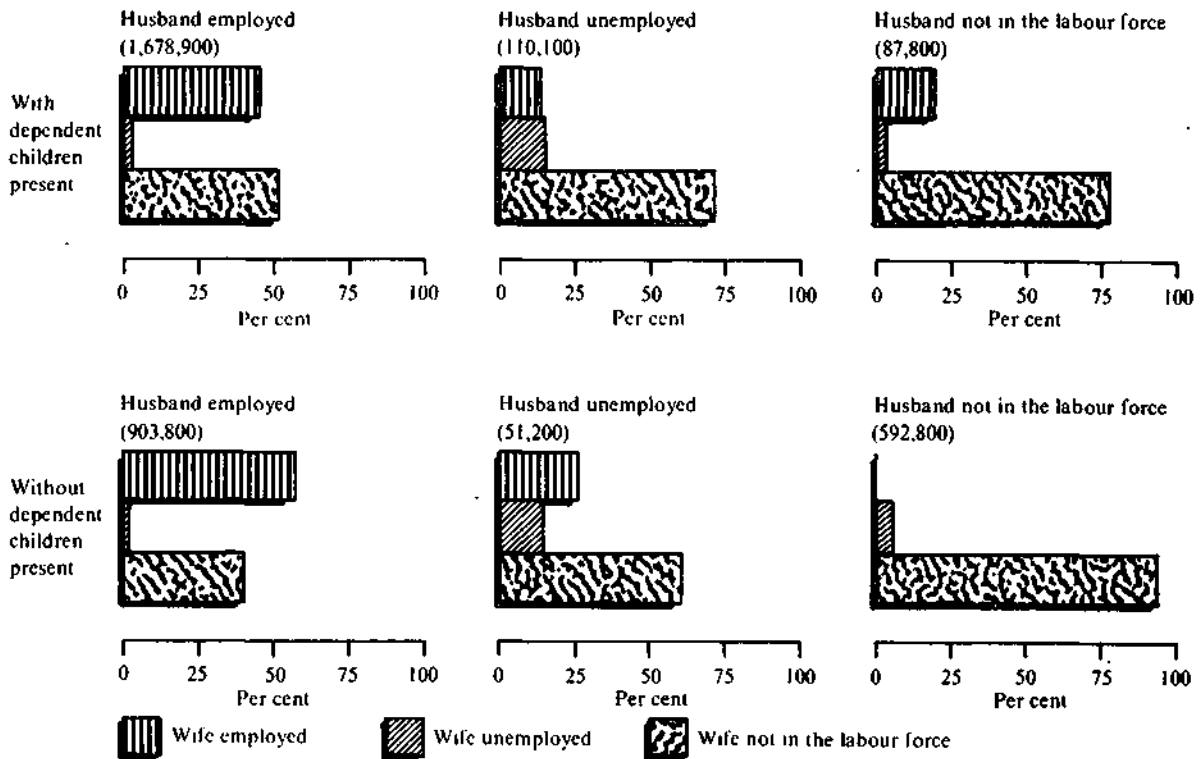 Husband employed
(1,678,900)
Husband unemployed
(110,100)
Husband not in the labour force
(87,800)
With
dependent
children
present
0 25 50 75 100
Per cent
0 25 50 75 100
Per cent
0 25 50 75 100
Per cent
Husband employed
(903,800)
Husband unemployed
(51,200)
Husband not in the labour force
(592,800)
Without
dependent
children
present
0 25 50 75 100
Per cent
0 25 50 75 100
Per cent
0 25 50 75 100
Per cent
Wife employed
Wife unemployed
Wife not in the labour force